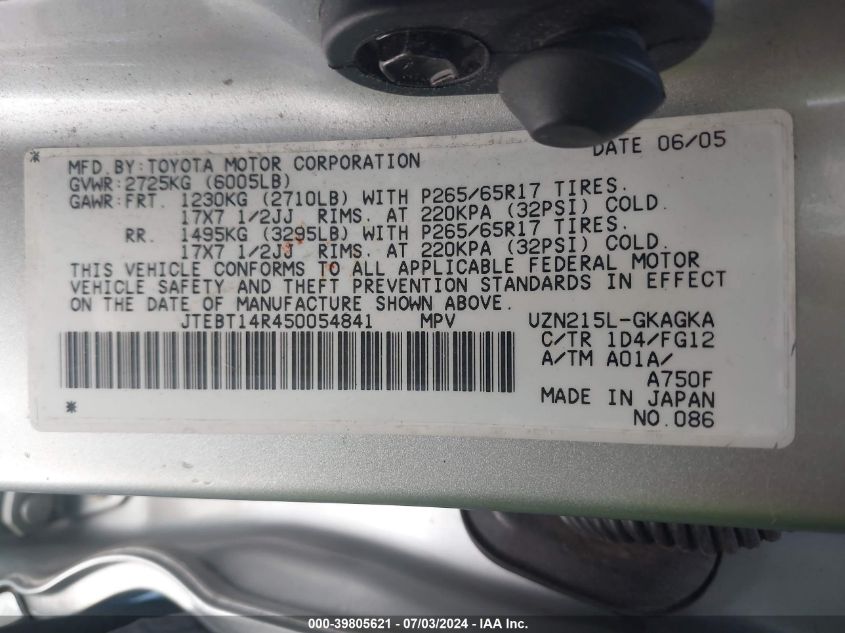 DATE 06/05
MFD.BY:TOYOTA MOTOR CORPORATION
GVWR:2725KG (6005LB)
GAWR:FRT. 1230KG (2710LB) WITH P265/65R17 TIRES.
17X7 1/2JJ RIMS. AT 220KPA (32PSI) COLD.
RR. 1495KG (3295LB) WITH P265/65R17 TIRES.
17X7 1/2JJ RIMS. AT 220KPA (32PSI) COLD.
THIS VEHICLE CONFORMS TO ALL APPLICABLE FEDERAL MOTOR
VEHICLE SAFETY AND THEFT PREVENTION STANDARDS IN EFFECT
ON THE DATE OF MANUFACTURE SHOWN ABOVE.
JTEBT14R450054841 MPV UZN215L-GKAGKA
C/TR 1D4/FG12
A/TM A01A/
A750F
MADE IN JAPAN
NO.086
000-39805621 - 07/03/2024 - IAA Inc.